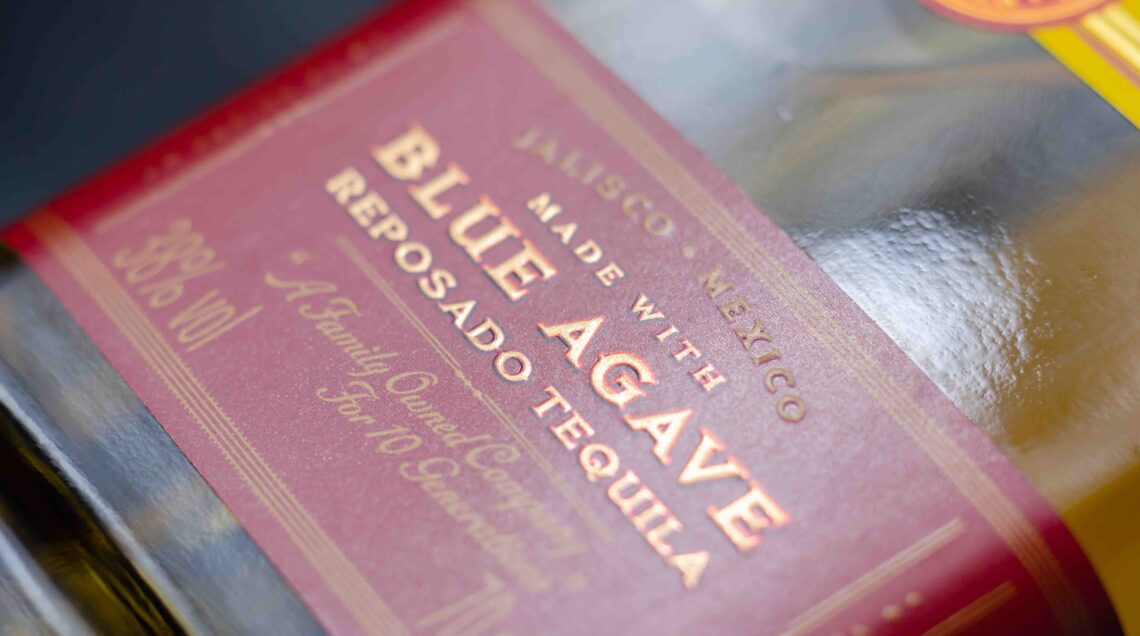 JALISCO • MEXICO
MADE WITH
BLUE AGAVE
REPOSADO TEQUILA
"A Family Owned Company
For 10 Generations"
38% vol